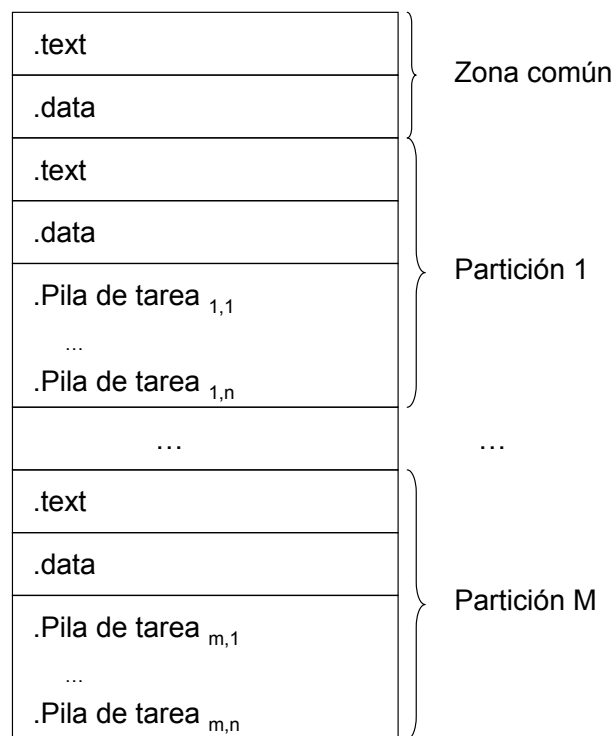 .text
Zona común
.data
.text
.data
Partición 1
.Pila de tarea 1,1
...
.Pila de tarea 1,n
... ...
.text
.data
Partición M
.Pila de tarea m,1
...
.Pila de tarea m,n